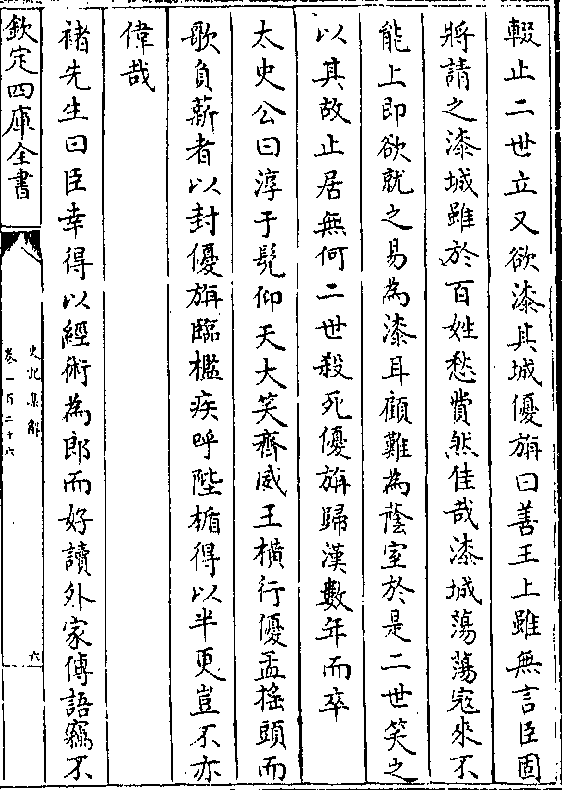 輟止二世立又欲漆其城優旃曰善王上雖無言臣固
將請之漆城雖於百姓愁費然佳哉漆城蕩蕩寇來不
能上即欲就之易為漆耳顧難為蔭室於是二世笑之
以其故止居無何二世殺死優旃歸漢數年而卒
太史公曰淳于髡仰天大笑齊威王橫行優孟搖頭而
歌負薪者以封優旃臨檻疾呼陛楯得以半更豈不亦
偉哉
褚先生曰臣幸得以經術為郎而好讀外家傳語竊不
欽定四庫全書
史記集解
卷一百二十六
六